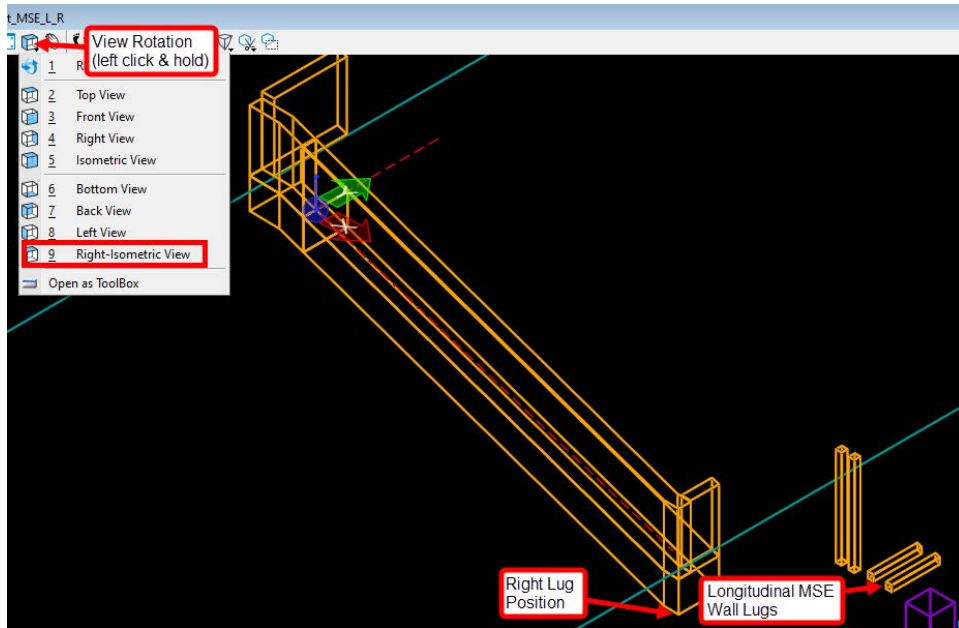 t_MSE_L_R
View Rotation
(left click & hold)
1 R
2 Top View
3 Front View
4 Right View
5 Isometric View
6 Bottom View
7 Back View
8 Left View
9 Right-Isometric View
Open as ToolBox
Right Lug
Position
Longitudinal MSE
Wall Lugs